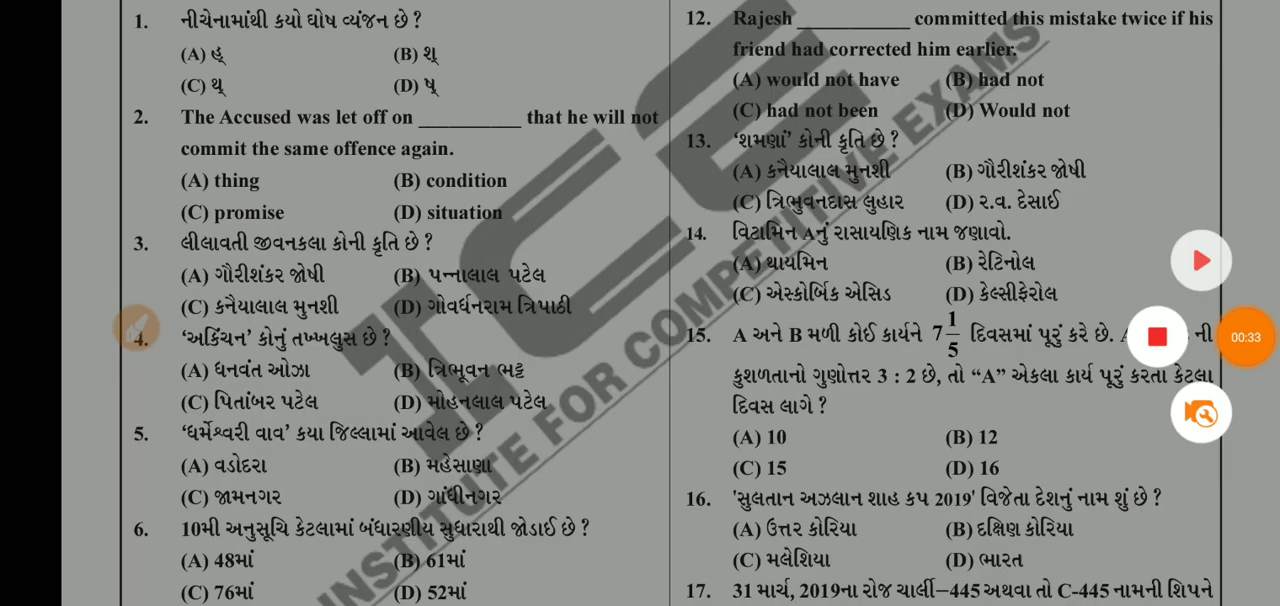 1. નીચેનામાંથી કયો ઘોષ વ્યંજન છે ?
(A) હ્ (B) શ્
(C) થ્ (D) ષ્
2. The Accused was let off on __________ that he will not
commit the same offence again.
(A) thing (B) condition
(C) promise (D) situation
3. લીલાવતી જીવનકલા કોની કૃતિ છે ?
(A) ગૌરીશંકર જોષી (B) પન્નાલાલ પટેલ
(C) કનૈયાલાલ મુનશી (D) ગોવર્ધનરામ ત્રિપાઠી
4. ‘અકિંચન’ કોનું તખ્ખલુસ છે ?
(A) ધનવંત ઓઝા (B) ત્રિભૂવન ભટ્ટ
(C) પિતાંબર પટેલ (D) મોહનલાલ પટેલ
5. ‘ધર્મેશ્વરી વાવ’ કયા જિલ્લામાં આવેલ છે ?
(A) વડોદરા (B) મહેસાણા
(C) જામનગર (D) ગાંધીનગર
6. 10મી અનુસૂચિ કેટલામાં બંધારણીય સુધારાથી જોડાઈ છે ?
(A) 48માં (B) 61માં
(C) 76માં (D) 52માં
12. Rajesh ___________ committed this mistake twice if his
friend had corrected him earlier.
(A) would not have (B) had not
(C) had not been (D) Would not
13. ‘શમણાં’ કોની કૃતિ છે ?
(A) કનૈયાલાલ મુનશી (B) ગૌરીશંકર જોષી
(C) ત્રિભુવનદાસ લુહાર (D) ર.વ. દેસાઈ
14. વિટામિન Aનું રાસાયણિક નામ જણાવો.
(A) થાયમિન (B) રેટિનોલ
(C) એસ્કોર્બિક એસિડ (D) કેલ્સીફેરોલ
15. A અને B મળી કોઈ કાર્યને 7 1/5 દિવસમાં પૂરું કરે છે. ની
કુશળતાનો ગુણોત્તર 3 : 2 છે, તો “A” એકલા કાર્ય પૂરું કરતા કેટલા
દિવસ લાગે ?
(A) 10 (B) 12
(C) 15 (D) 16
16. 'સુલતાન અઝલાન શાહ કપ 2019' વિજેતા દેશનું નામ શું છે ?
(A) ઉત્તર કોરિયા (B) દક્ષિણ કોરિયા
(C) મલેશિયા (D) ભારત
17. 31 માર્ચ, 2019ના રોજ ચાર્લી–445 અથવા તો C-445 નામની શિપને
ICE
INSTITUTE FOR COMPETITIVE EXAMS
00:33